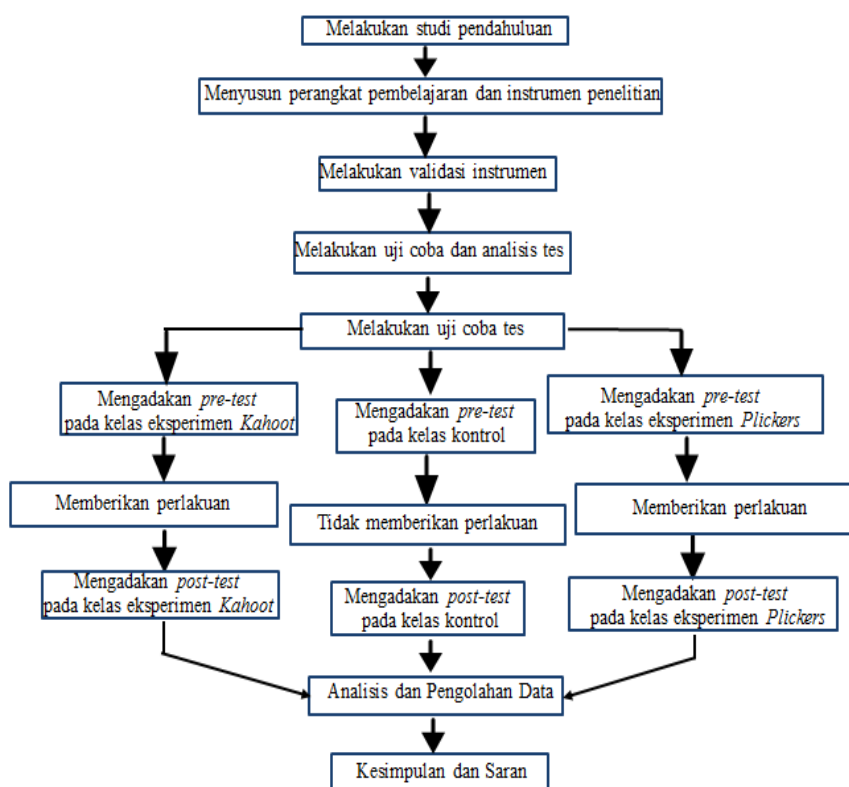 Melakukan studi pendahuluan
Menyusun perangkat pembelajaran dan instrumen penelitian
Melakukan validasi instrumen
Melakukan uji coba dan analisis tes
Melakukan uji coba tes
Mengadakan pre-test
pada kelas eksperimen Kahoot
Mengadakan pre-test
pada kelas kontrol
Mengadakan pre-test
pada kelas eksperimen Plickers
Memberikan perlakuan
Tidak memberikan perlakuan
Memberikan perlakuan
Mengadakan post-test
pada kelas eksperimen Kahoot
Mengadakan post-test
pada kelas kontrol
Mengadakan post-test
pada kelas eksperimen Plickers
Analisis dan Pengolahan Data
Kesimpulan dan Saran